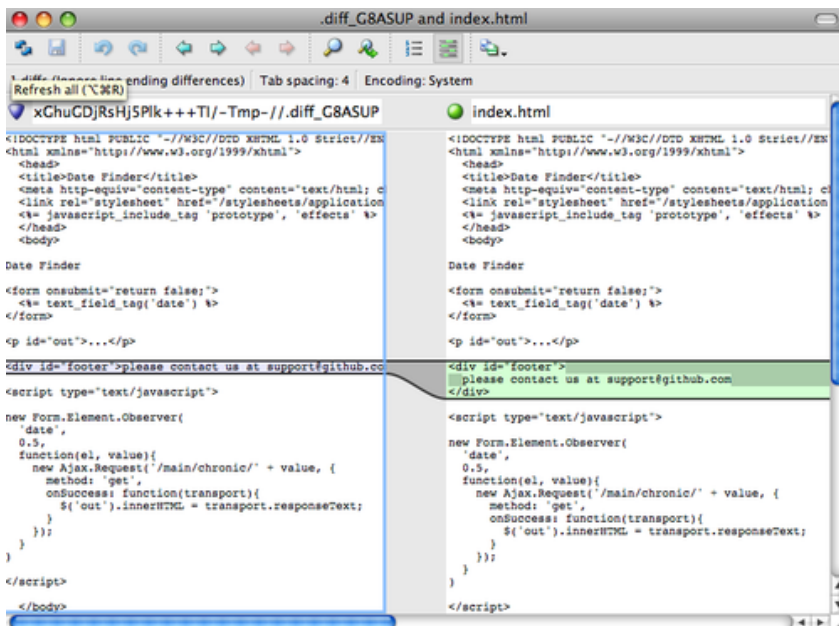 .diff_G8ASUP and index.html
1 diffs (Ignore line ending differences) Tab spacing: 4 Encoding: System
Refresh all (⌥⌘R)
xGhuGDjRsHj5Plk+++TI/-Tmp-//.diff_G8ASUP
<!DOCTYPE html PUBLIC "-//W3C//DTD XHTML 1.0 Strict//EN
<html xmlns="http://www.w3.org/1999/xhtml">
<head>
<title>Date Finder</title>
<meta http-equiv="content-type" content="text/html; c
<link rel="stylesheet" href="/stylesheets/application
<%= javascript_include_tag 'prototype', 'effects' %>
</head>
<body>
Date Finder
<form onsubmit="return false;">
<%= text_field_tag('date') %>
</form>
<p id="out">...</p>
<div id="footer">please contact us at support@github.co
<script type="text/javascript">
new Form.Element.Observer(
'date',
0.5,
function(el, value){
new Ajax.Request('/main/chronic/' + value, {
method: 'get',
onSuccess: function(transport){
$('out').innerHTML = transport.responseText;
}
});
}
)
</script>
</body>
index.html
<!DOCTYPE html PUBLIC "-//W3C//DTD XHTML 1.0 Strict//EN
<html xmlns="http://www.w3.org/1999/xhtml">
<head>
<title>Date Finder</title>
<meta http-equiv="content-type" content="text/html; c
<link rel="stylesheet" href="/stylesheets/application
<%= javascript_include_tag 'prototype', 'effects' %>
</head>
<body>
Date Finder
<form onsubmit="return false;">
<%= text_field_tag('date') %>
</form>
<p id="out">...</p>
<div id="footer">
please contact us at support@github.com
</div>
<script type="text/javascript">
new Form.Element.Observer(
'date',
0.5,
function(el, value){
new Ajax.Request('/main/chronic/' + value, {
method: 'get',
onSuccess: function(transport){
$('out').innerHTML = transport.responseText;
}
});
}
)
</script>